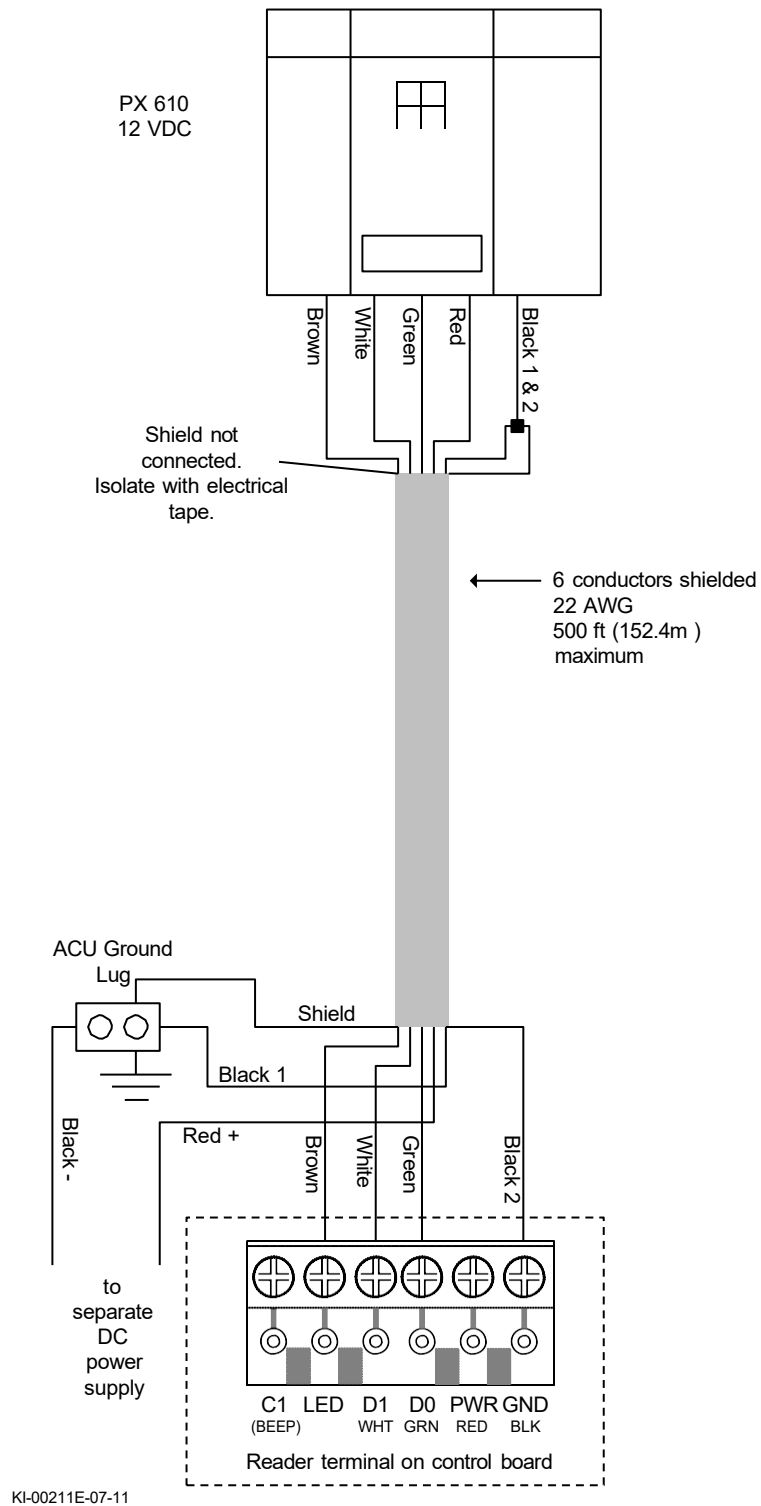 PX 610
12 VDC
Brown
White
Green
Red
Black 1 & 2
Shield not
connected.
Isolate with electrical
tape.
6 conductors shielded
22 AWG
500 ft (152.4m )
maximum
ACU Ground
Lug
Shield
Black 1
Red +
Black -
Brown
White
Green
Black 2
to
separate
DC
power
supply
C1 LED D1 D0 PWR GND
(BEEP) WHT GRN RED BLK
Reader terminal on control board
KI-00211E-07-11